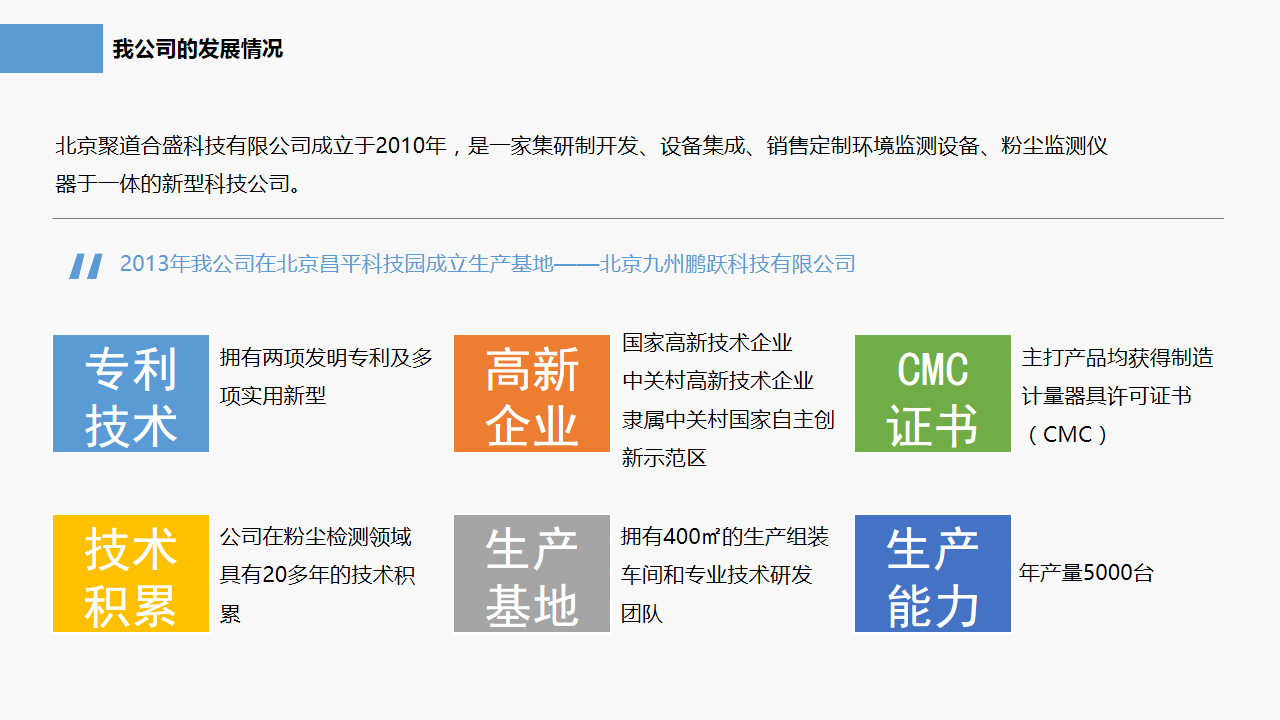 我公司的发展情况
北京聚道合盛科技有限公司成立于2010年，是一家集研制开发、设备集成、销售定制环境监测设备、粉尘监测仪
器于一体的新型科技公司。
2013年我公司在北京昌平科技园成立生产基地——北京九州鹏跃科技有限公司
专利
技术
拥有两项发明专利及多
项实用新型
高新
企业
国家高新技术企业
中关村高新技术企业
隶属中关村国家自主创
新示范区
CMC
证书
主打产品均获得制造
计量器具许可证书
（CMC）
技术
积累
公司在粉尘检测领域
具有20多年的技术积
累
生产
基地
拥有400㎡的生产组装
车间和专业技术研发
团队
生产
能力
年产量5000台